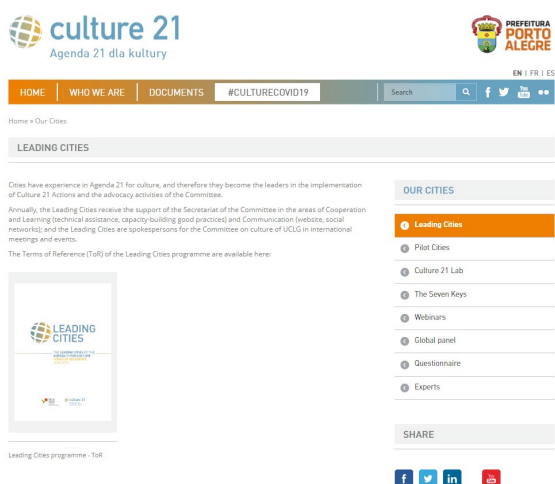 culture 21
Agenda 21 dla kultury
PREFEITURA
PORTO
ALEGRE
EN | FR | ES
HOME
WHO WE ARE
DOCUMENTS
#CULTURECOVID19
Search
Home » Our Cities
LEADING CITIES
Cities have experience in Agenda 21 for culture, and therefore they become the leaders in the implementation
of Culture 21 Actions and the advocacy activities of the Committee.
Annually, the Leading Cities receive the support of the Secretariat of the Committee in the areas of Cooperation
and Learning (technical assistance, capacity-building good practices) and Communication (website, social
networks); and the Leading Cities are spokespersons for the Committee on culture of UCLG in international
meetings and events.
The Terms of Reference (ToR) of the Leading Cities programme are available here:
LEADING
CITIES
Leading Cities programme - ToR
OUR CITIES
Leading Cities
Pilot Cities
Culture 21 Lab
The Seven Keys
Webinars
Global panel
Questionnaire
Experts
SHARE